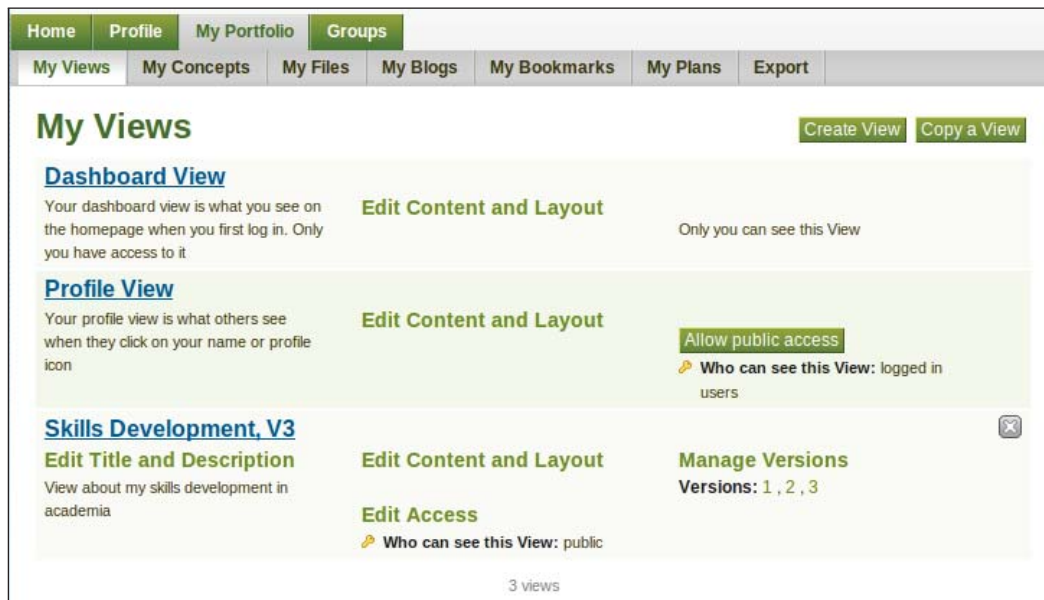 Home Profile My Portfolio Groups
My Views My Concepts My Files My Blogs My Bookmarks My Plans Export
My Views
Create View Copy a View
Dashboard View
Your dashboard view is what you see on
the homepage when you first log in. Only
you have access to it
Edit Content and Layout
Only you can see this View
Profile View
Your profile view is what others see
when they click on your name or profile
icon
Edit Content and Layout
Allow public access
Who can see this View: logged in
users
Skills Development, V3
Edit Title and Description
View about my skills development in
academia
Edit Content and Layout
Edit Access
Who can see this View: public
Manage Versions
Versions: 1 , 2 , 3
3 views